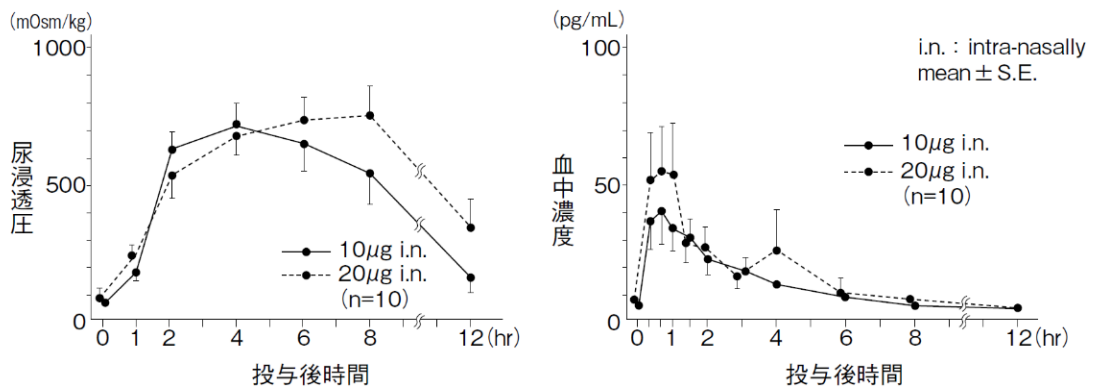 (mOsm/kg)
1000
500
0
尿浸透圧
10μg i.n.
20μg i.n.
(n=10)
0 1 2 4 6 8 12(hr)
投与後時間
(pg/mL)
100
50
0
血中濃度
i.n.：intra-nasally
mean±S.E.
10μg i.n.
20μg i.n.
(n=10)
0 1 2 4 6 8 12(hr)
投与後時間